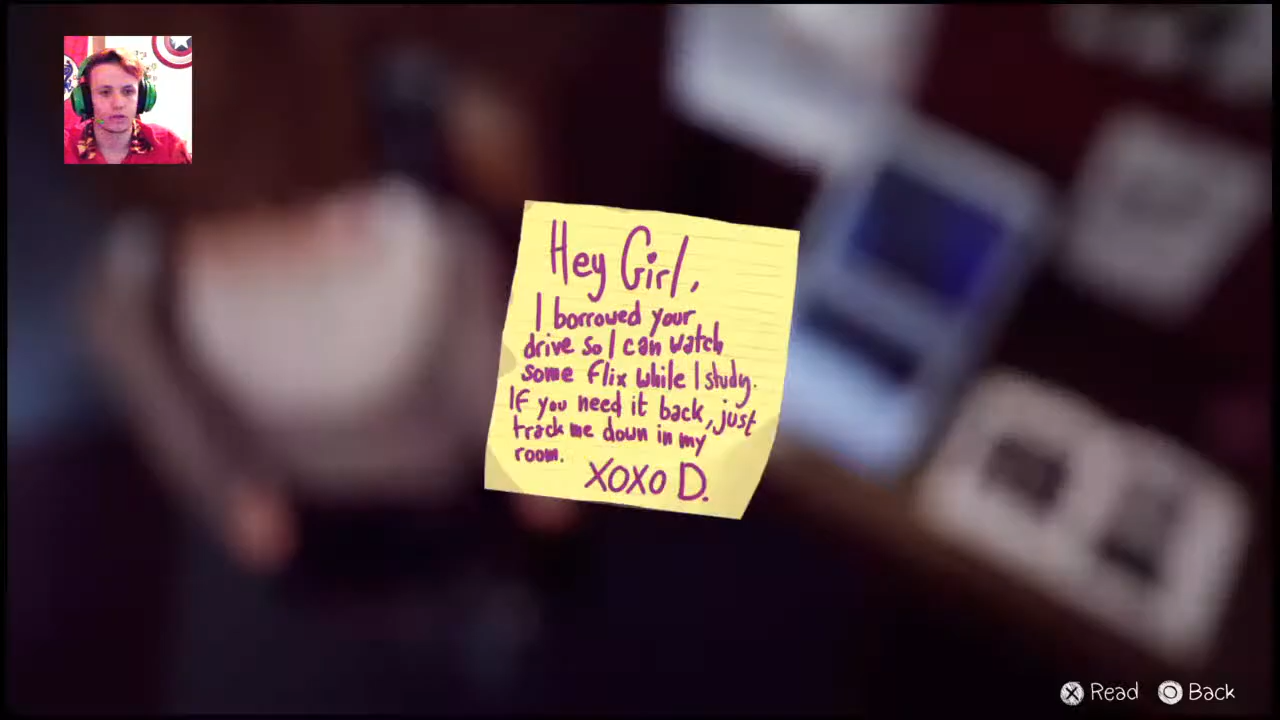 Hey Girl,
I borrowed your
drive so I can watch
some Flix while I study.
If you need it back, just
track me down in my
room.
XOXO D.
Read
Back